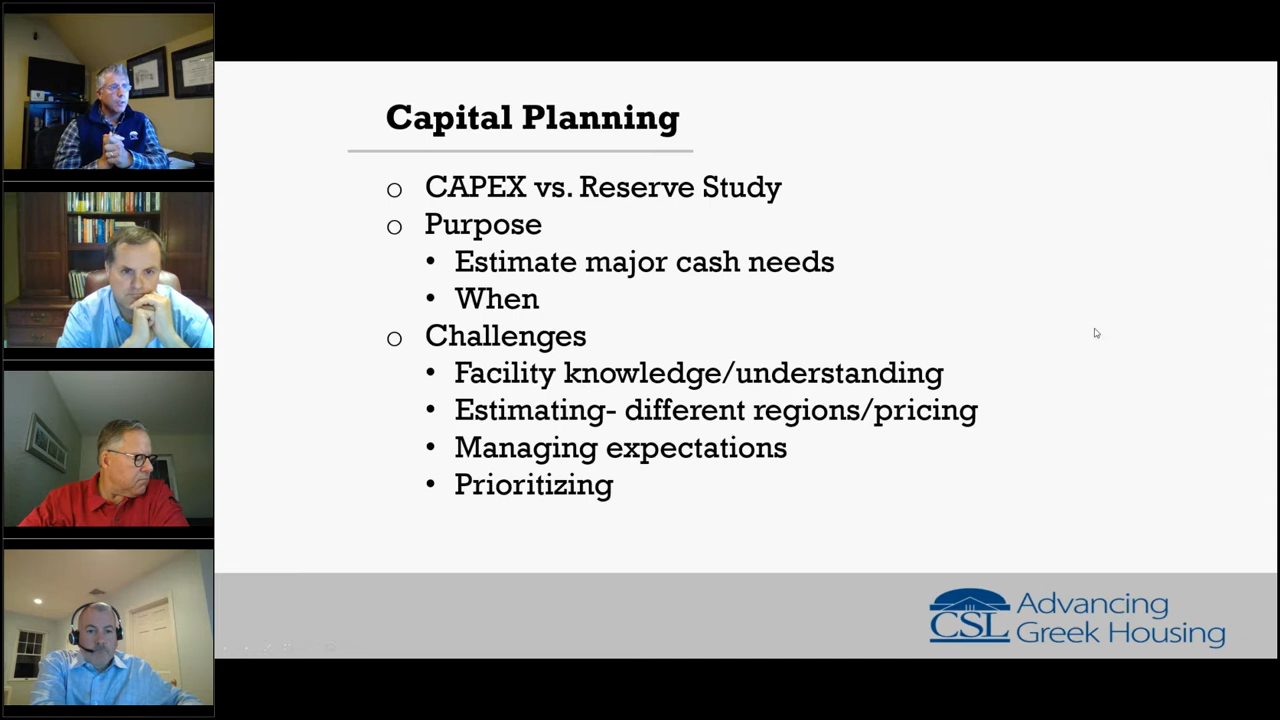 Capital Planning
o CAPEX vs. Reserve Study
o Purpose
• Estimate major cash needs
• When
o Challenges
• Facility knowledge/understanding
• Estimating- different regions/pricing
• Managing expectations
• Prioritizing
CSL
Advancing
Greek Housing